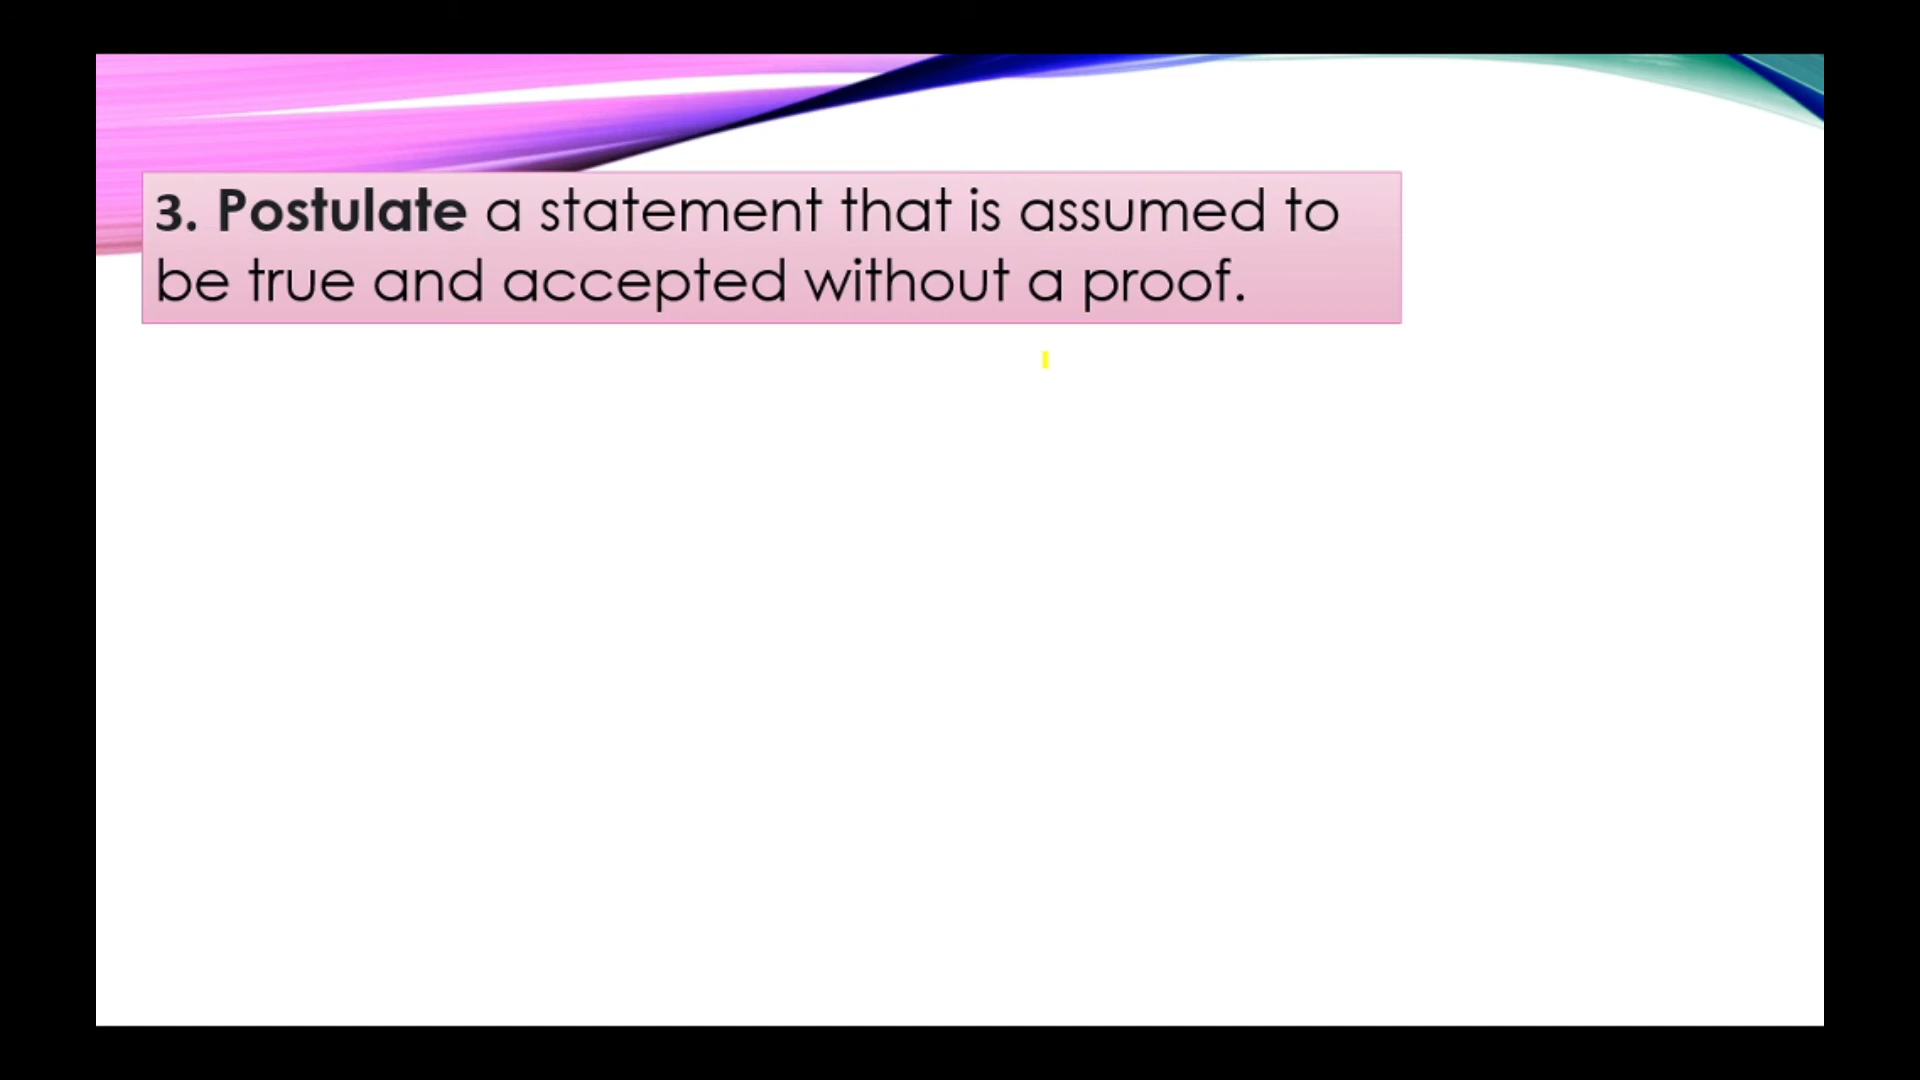 3. Postulate a statement that is assumed to
be true and accepted without a proof.